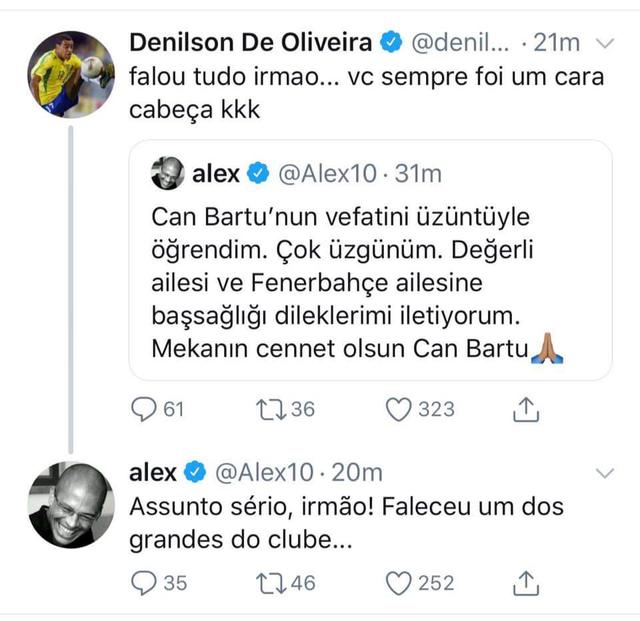 Denilson De Oliveira @denil... · 21m
falou tudo irmao... vc sempre foi um cara
cabeça kkk
alex @Alex10 · 31m
Can Bartu’nun vefatini üzüntüyle
öğrendim. Çok üzgünüm. Değerli
ailesi ve Fenerbahçe ailesine
başsağlığı dileklerimi iletiyorum.
Mekanın cennet olsun Can Bartu🙏🏽
61 36 323
alex @Alex10 · 20m
Assunto sério, irmão! Faleceu um dos
grandes do clube...
35 46 252